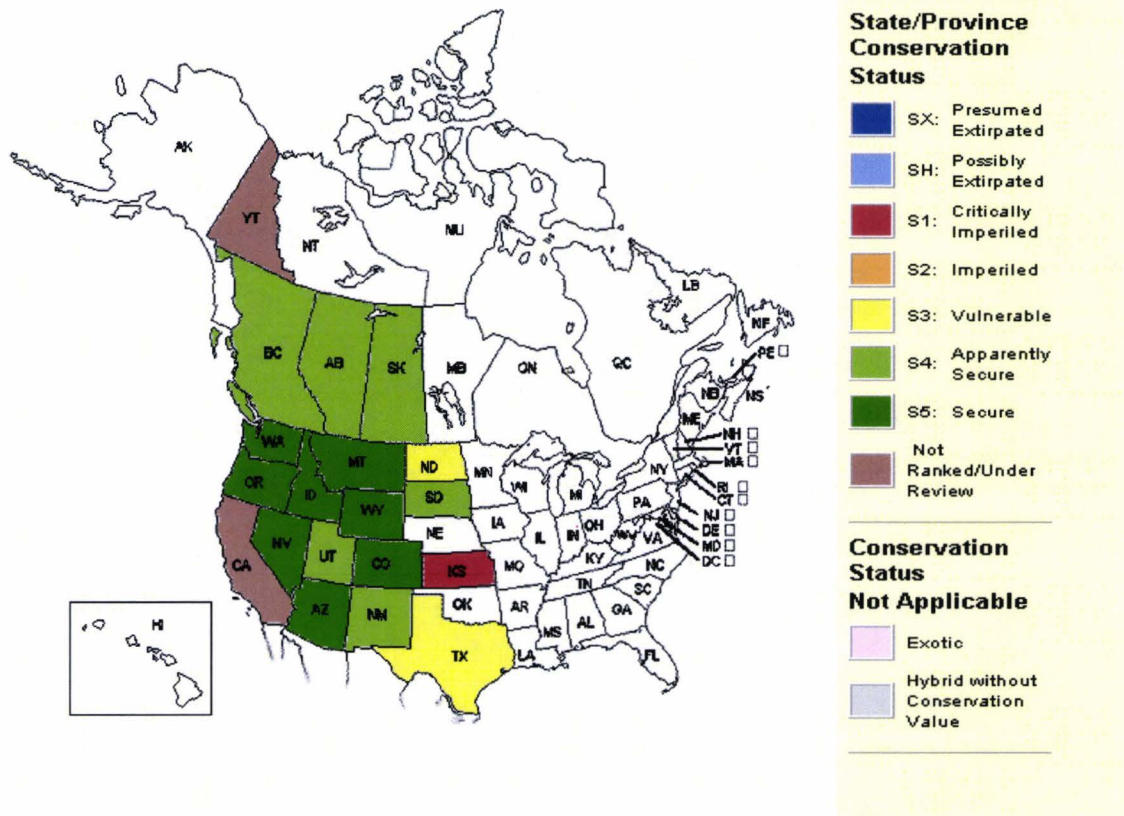 AK
YT
NT
NU
LB
NF
BC
AB
SK
MB
ON
QC
PE
NB
NS
ME
WA
MT
ND
MN
NH
VT
MA
OR
ID
WY
SD
WI
MI
NY
RI
CT
NV
UT
CO
NE
IA
IL
IN
OH
PA
NJ
DE
MD
DC
CA
KS
MO
KY
WV
VA
AZ
NM
OK
AR
TN
NC
SC
TX
LA
MS
AL
GA
FL
HI
State/Province
Conservation
Status
SX: Presumed
Extirpated
SH: Possibly
Extirpated
S1: Critically
Imperiled
S2: Imperiled
S3: Vulnerable
S4: Apparently
Secure
S5: Secure
Not
Ranked/Under
Review
Conservation
Status
Not Applicable
Exotic
Hybrid without
Conservation
Value